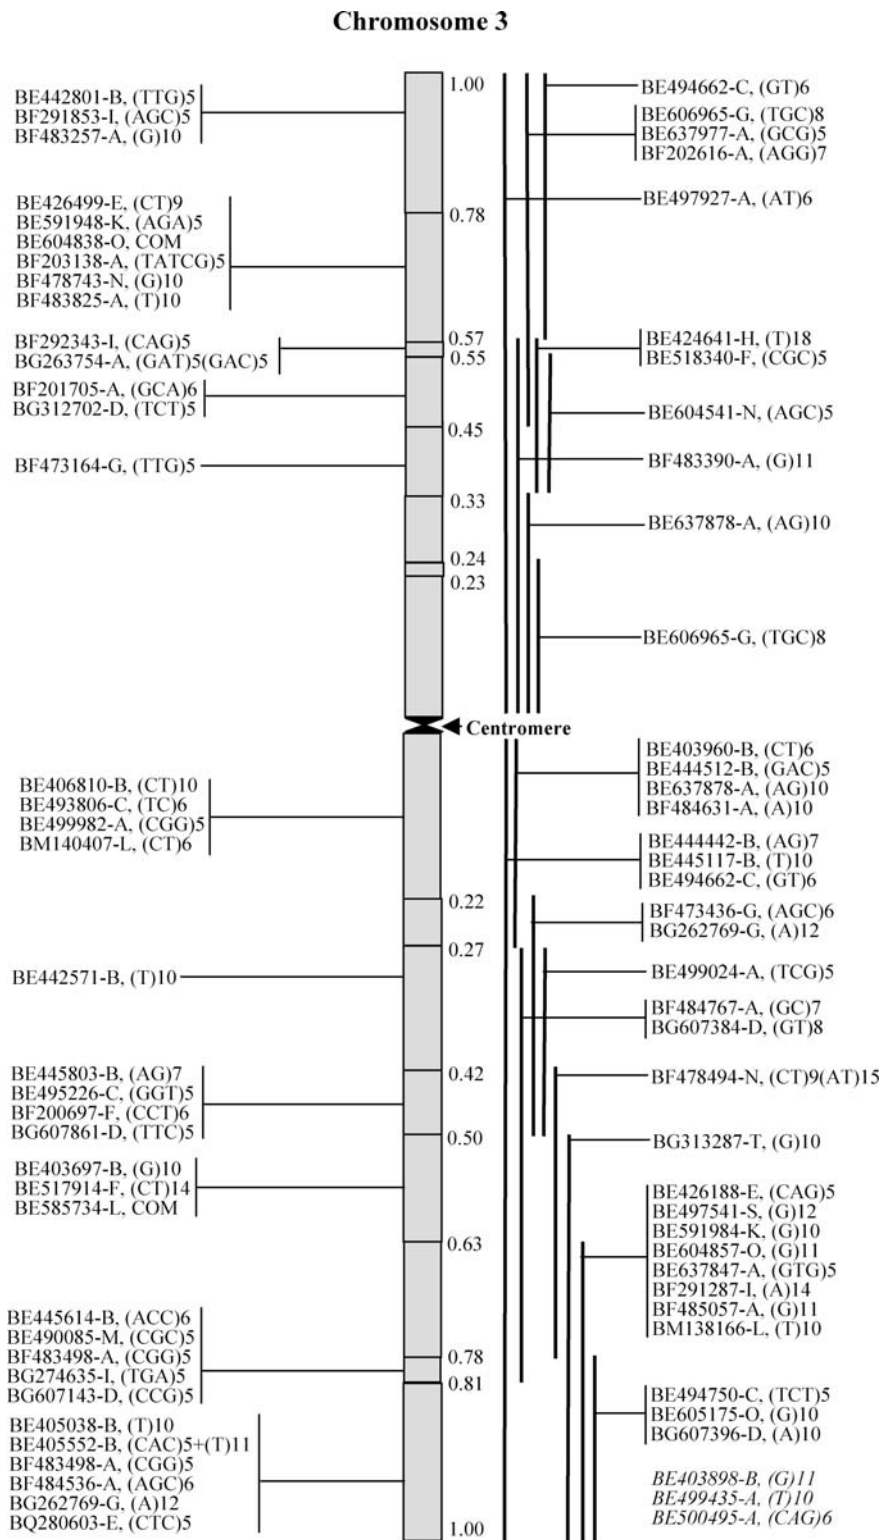 Chromosome 3
BE442801-B, (TTG)5
BF291853-I, (AGC)5
BF483257-A, (G)10
BE426499-E, (CT)9
BE591948-K, (AGA)5
BE604838-O, COM
BF203138-A, (TATCG)5
BF478743-N, (G)10
BF483825-A, (T)10
BF292343-I, (CAG)5
BG263754-A, (GAT)5(GAC)5
BF201705-A, (GCA)6
BG312702-D, (TCT)5
BF473164-G, (TTG)5
BE406810-B, (CT)10
BE493806-C, (TC)6
BE499982-A, (CGG)5
BM140407-L, (CT)6
BE442571-B, (T)10
BE445803-B, (AG)7
BE495226-C, (GGT)5
BF200697-F, (CCT)6
BG607861-D, (TTC)5
BE403697-B, (G)10
BE517914-F, (CT)14
BE585734-L, COM
BE445614-B, (ACC)6
BE490085-M, (CGC)5
BF483498-A, (CGG)5
BG274635-I, (TGA)5
BG607143-D, (CCG)5
BE405038-B, (T)10
BE405552-B, (CAC)5+(T)11
BF483498-A, (CGG)5
BF484536-A, (AGC)6
BG262769-G, (A)12
BQ280603-E, (CTC)5
1.00
0.78
0.57
0.55
0.45
0.33
0.24
0.23
Centromere
0.22
0.27
0.42
0.50
0.63
0.78
0.81
1.00
BE494662-C, (GT)6
BE606965-G, (TGC)8
BE637977-A, (GCG)5
BF202616-A, (AGG)7
BE497927-A, (AT)6
BE424641-H, (T)18
BE518340-F, (CGC)5
BE604541-N, (AGC)5
BF483390-A, (G)11
BE637878-A, (AG)10
BE606965-G, (TGC)8
BE403960-B, (CT)6
BE444512-B, (GAC)5
BE637878-A, (AG)10
BF484631-A, (A)10
BE444442-B, (AG)7
BE445117-B, (T)10
BE494662-C, (GT)6
BF473436-G, (AGC)6
BG262769-G, (A)12
BE499024-A, (TCG)5
BF484767-A, (GC)7
BG607384-D, (GT)8
BF478494-N, (CT)9(AT)15
BG313287-T, (G)10
BE426188-E, (CAG)5
BE497541-S, (G)12
BE591984-K, (G)10
BE604857-O, (G)11
BE637847-A, (GTG)5
BF291287-I, (A)14
BF485057-A, (G)11
BM138166-L, (T)10
BE494750-C, (TCT)5
BE605175-O, (G)10
BG607396-D, (A)10
BE403898-B, (G)11
BE499435-A, (T)10
BE500495-A, (CAG)6